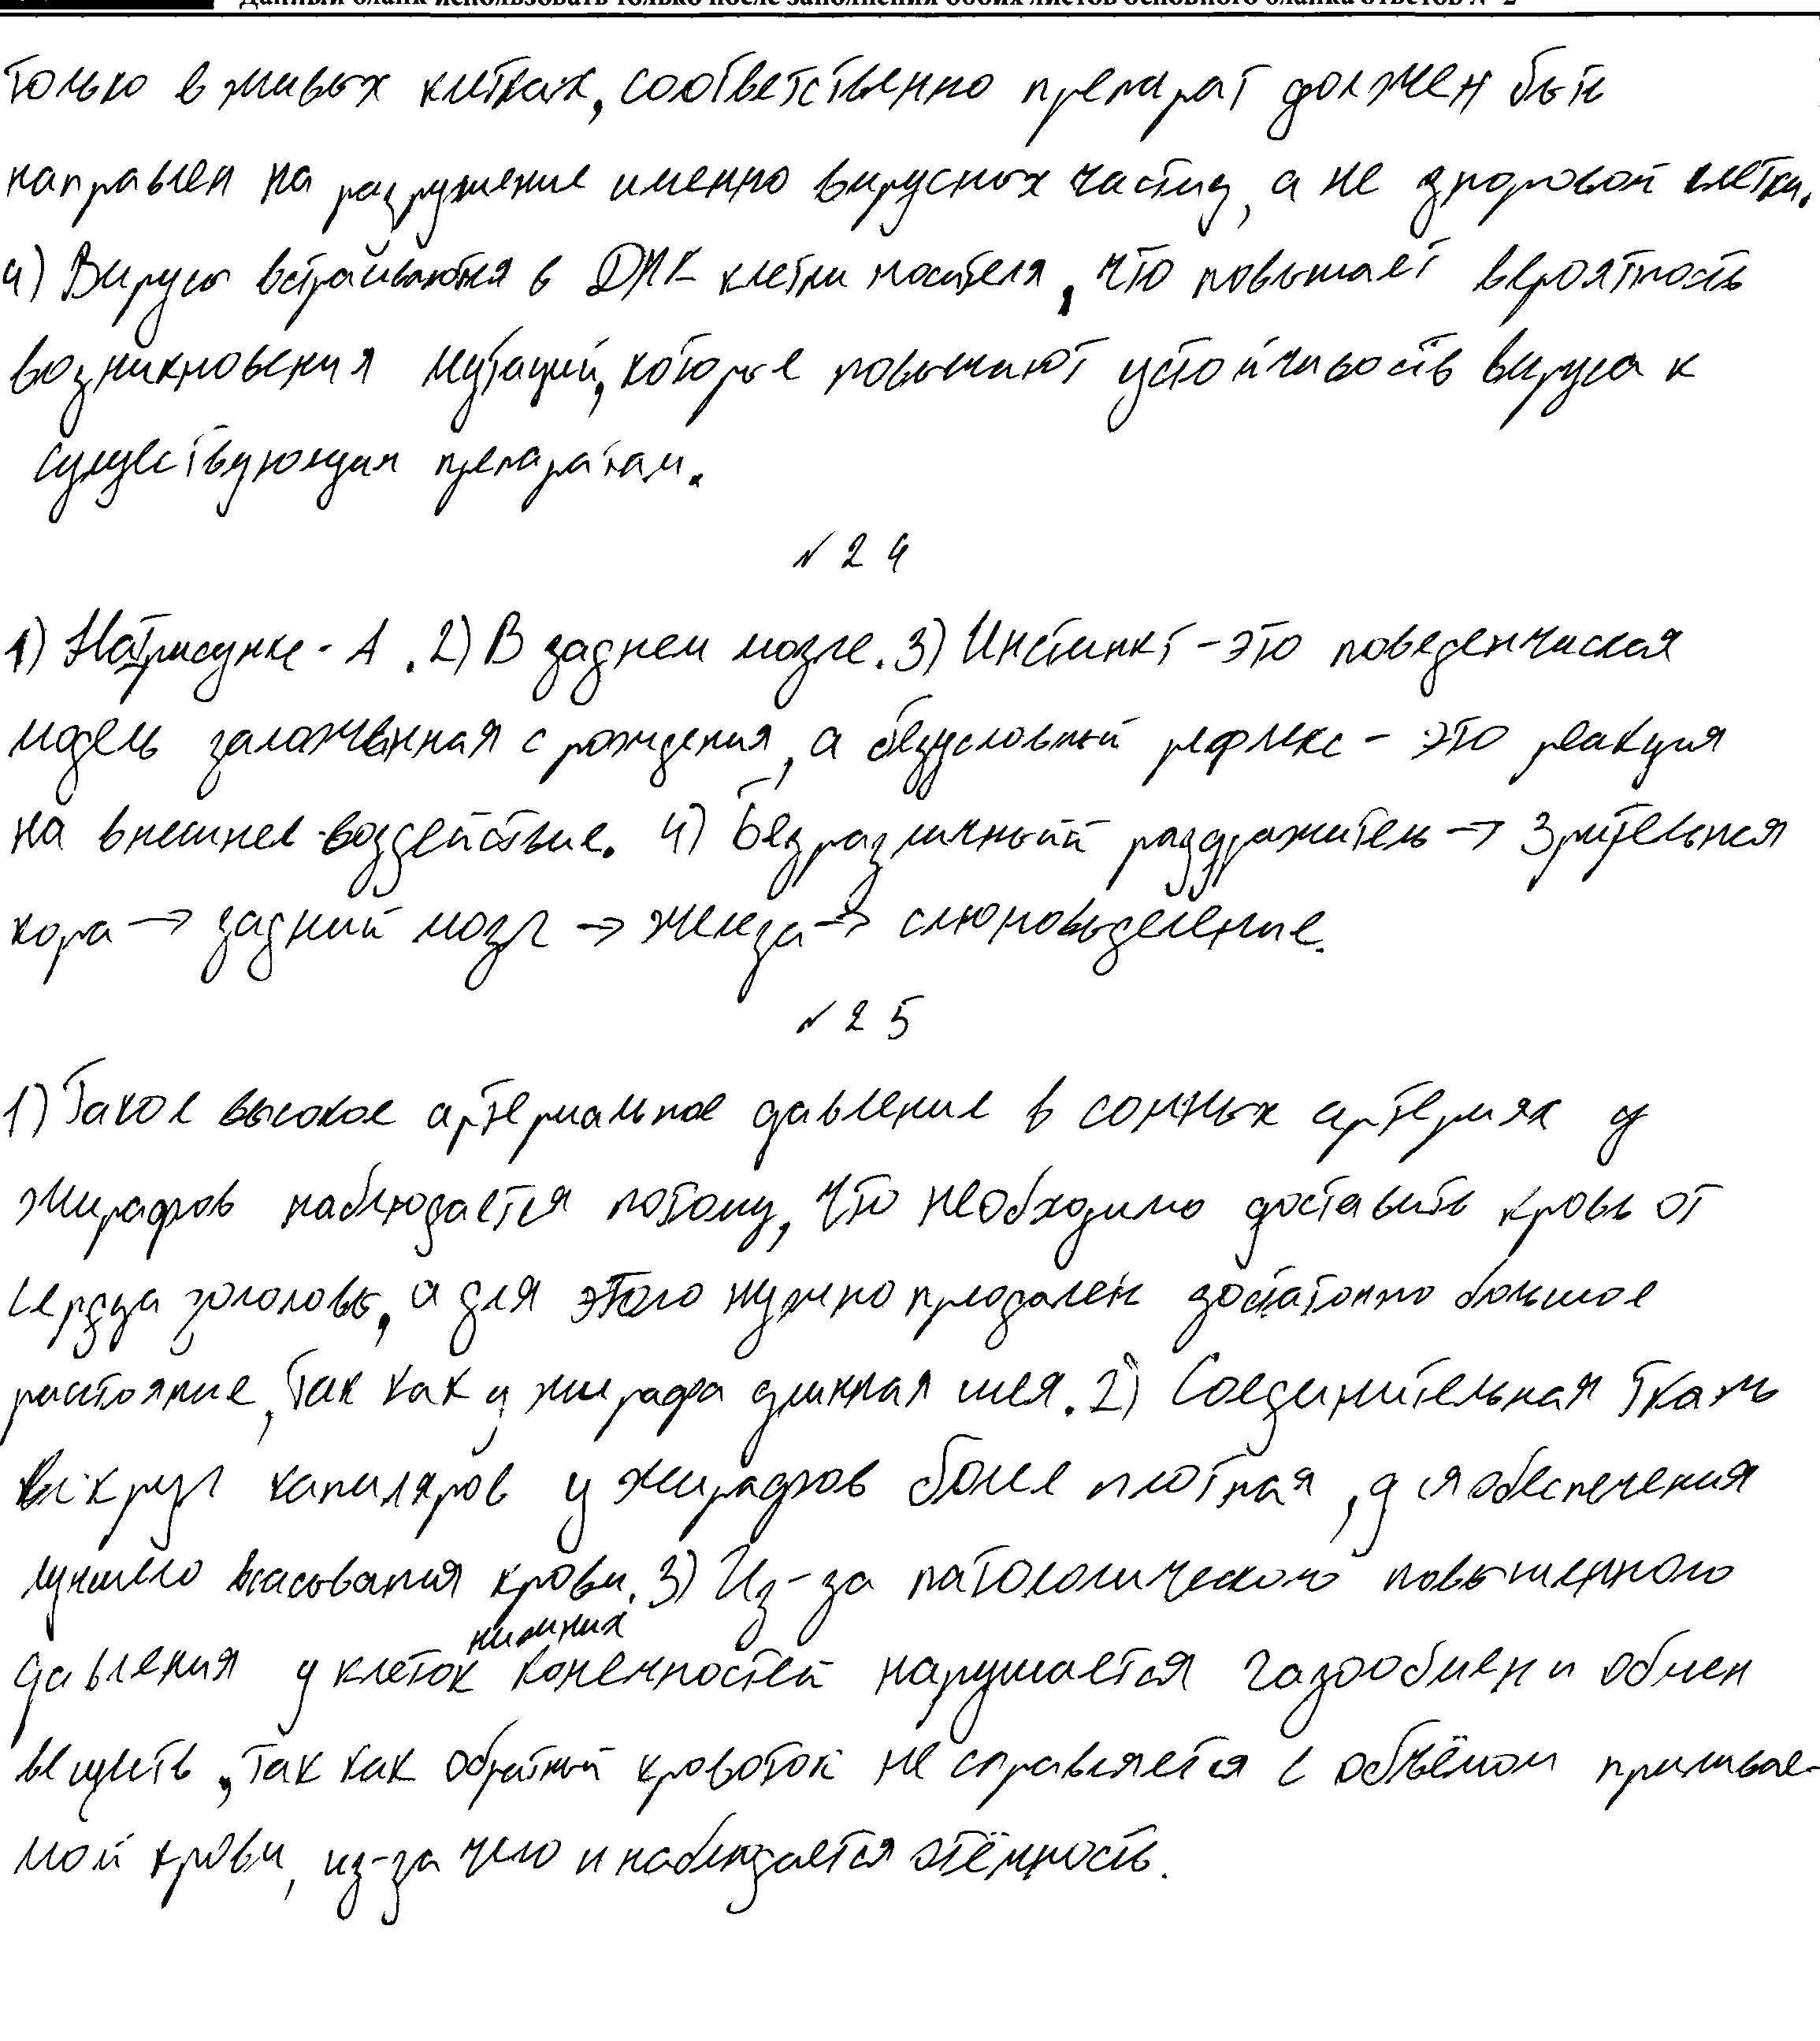 Данный бланк использовать только после заполнения обоих листов основного бланка ответов № 2
только в живых клетках, соответственно препарат должен быть
направлен на разрушение именно вирусных частиц, а не здоровой клетки.
4) Вирусы встраиваются в ДНК клетки носителя, что повышает вероятность
возникновения мутаций, которые повышают устойчивость вируса к
существующим препаратам.
№ 24
1) На рисунке - А. 2) В заднем мозге. 3) Инстинкт - это поведенческая
модель заложенная с рождения, а безусловный рефлекс - это реакция
на внешнее воздействие. 4) Безразличный раздражитель → Зрительная
кора → задний мозг → железа → слюновыделение.
№ 25
1) Такое высокое артериальное давление в сонных артериях у
жирафов наблюдается потому, что необходимо доставить кровь от
сердца до головы, а для этого нужно преодолеть достаточно большое
расстояние, так как у жирафа длинная шея. 2) Соединительная ткань
вокруг капиляров у жирафов более плотная, для обеспечения
лучшего всасывания крови. 3) Из-за патологического повышенного
давления у клеток нижних конечностей нарушается газообмен и обмен
веществ, так как обратный кровоток не справляется с объёмом приливае-
мой крови, из-за чего и наблюдается отёчность.